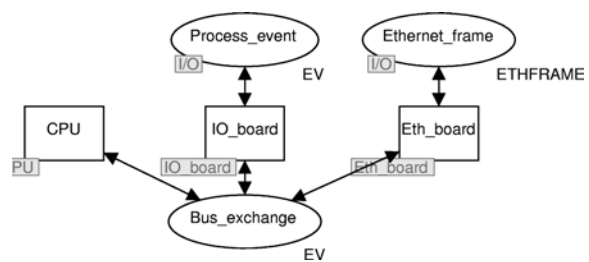 Process_event
Ethernet_frame
I/O
I/O
EV
ETHFRAME
CPU
IO_board
Eth_board
PU
IO_board
Eth_board
Bus_exchange
EV